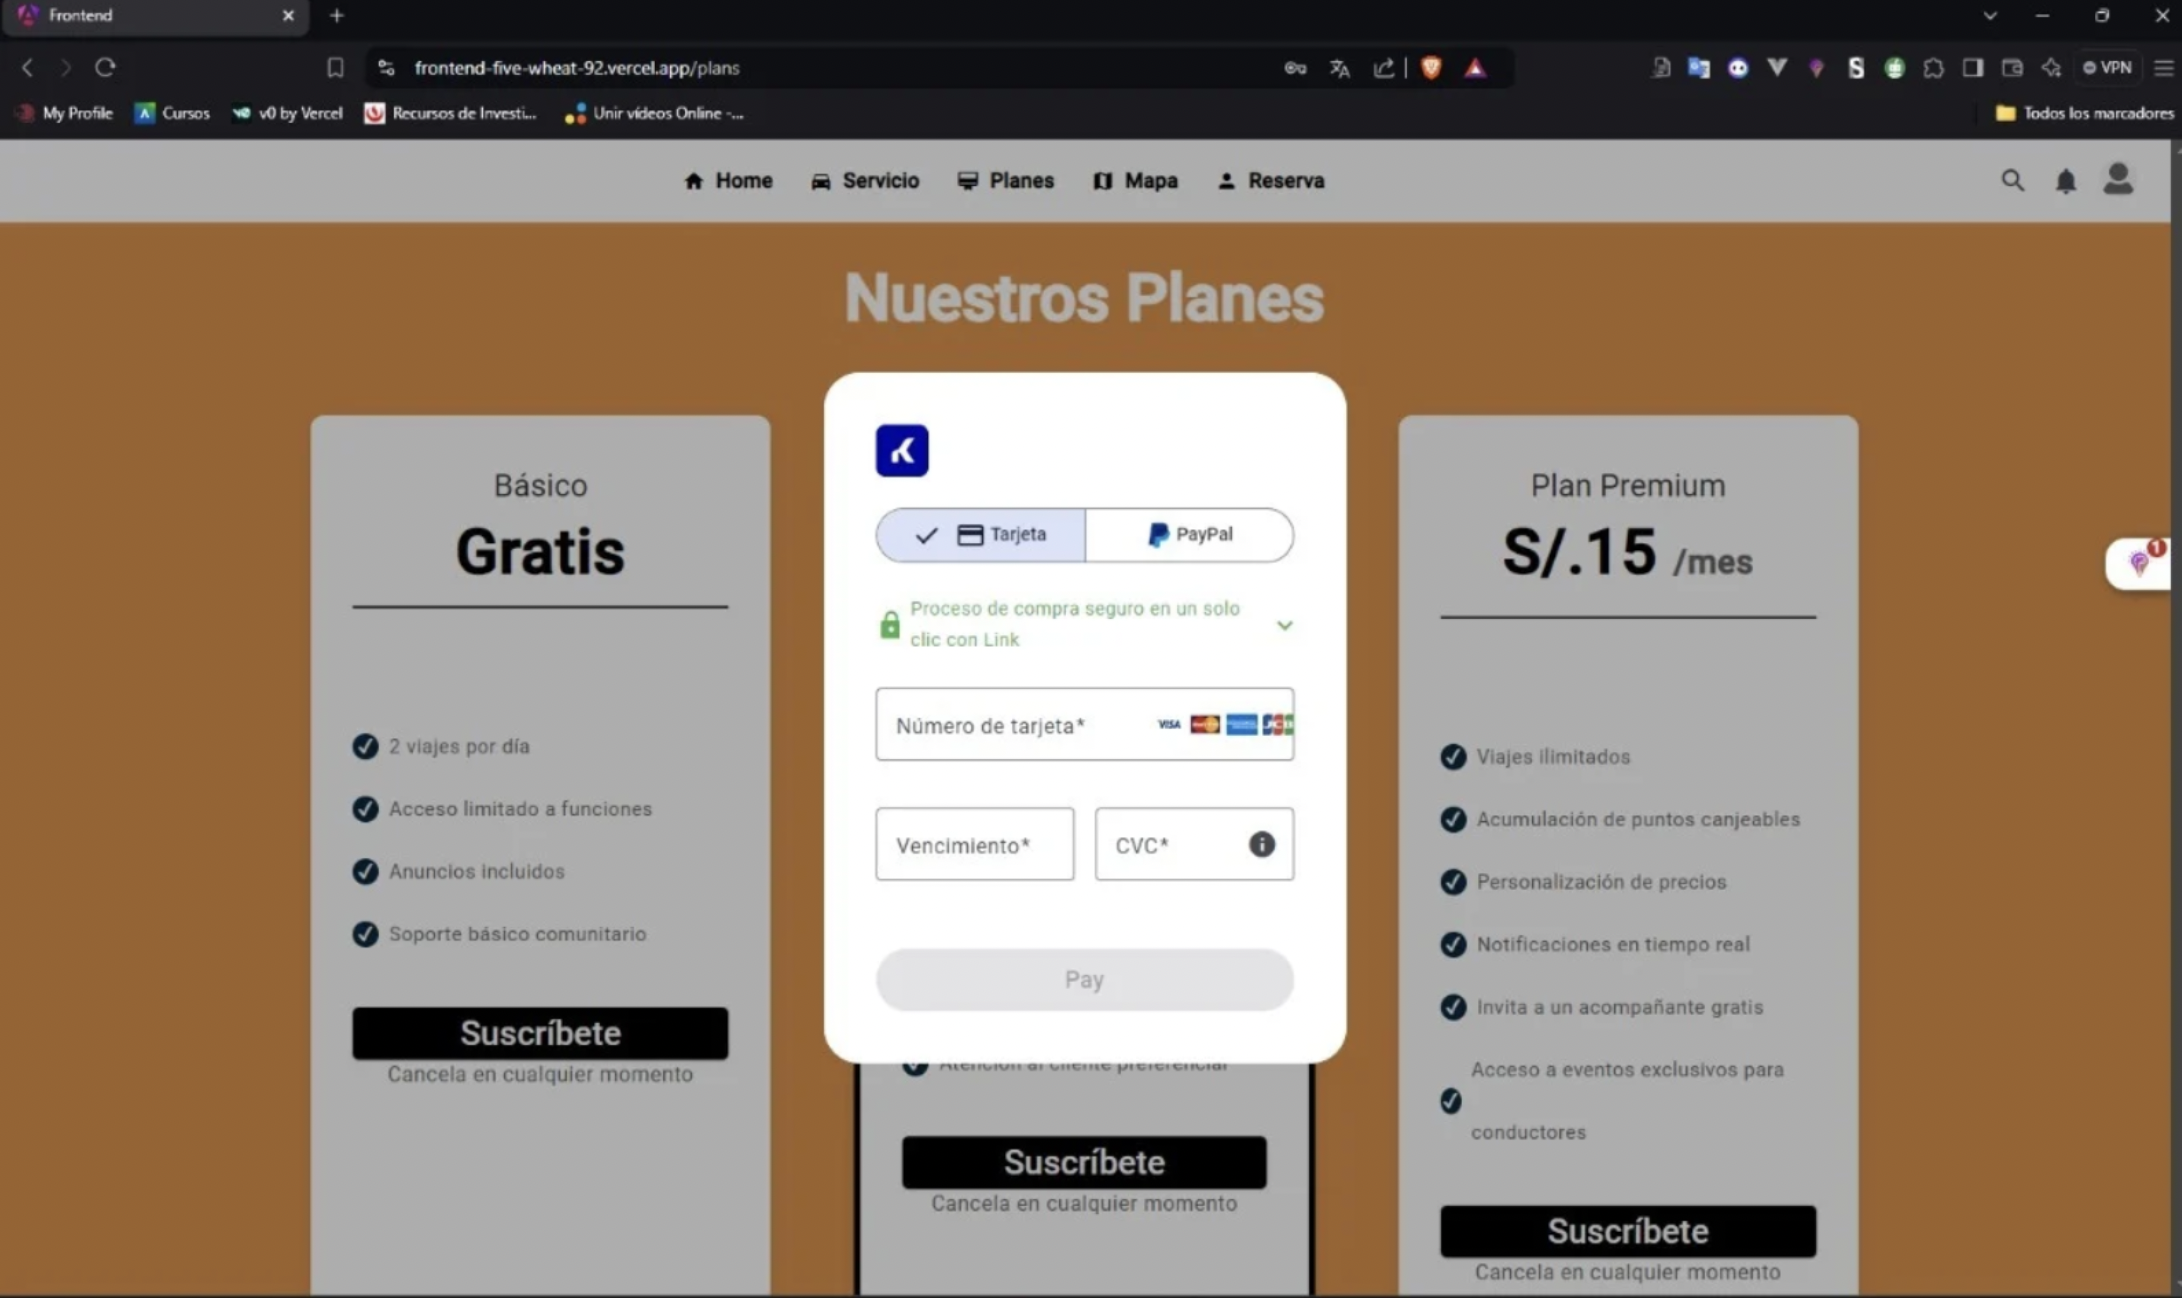 Frontend
frontend-five-wheat-92.vercel.app/plans
VPN
My Profile
Cursos
v0 by Vercel
Recursos de Investi...
Unir vídeos Online -...
Todos los marcadores
Home
Servicio
Planes
Mapa
Reserva
Nuestros Planes
Básico
Gratis
2 viajes por día
Acceso limitado a funciones
Anuncios incluidos
Soporte básico comunitario
Suscríbete
Cancela en cualquier momento
Tarjeta
PayPal
Proceso de compra seguro en un solo
clic con Link
Número de tarjeta*
VISA
JCB
Vencimiento*
CVC*
Pay
Atención al cliente preferencial
Suscríbete
Cancela en cualquier momento
Plan Premium
S/.15 /mes
Viajes ilimitados
Acumulación de puntos canjeables
Personalización de precios
Notificaciones en tiempo real
Invita a un acompañante gratis
Acceso a eventos exclusivos para
conductores
Suscríbete
Cancela en cualquier momento
1